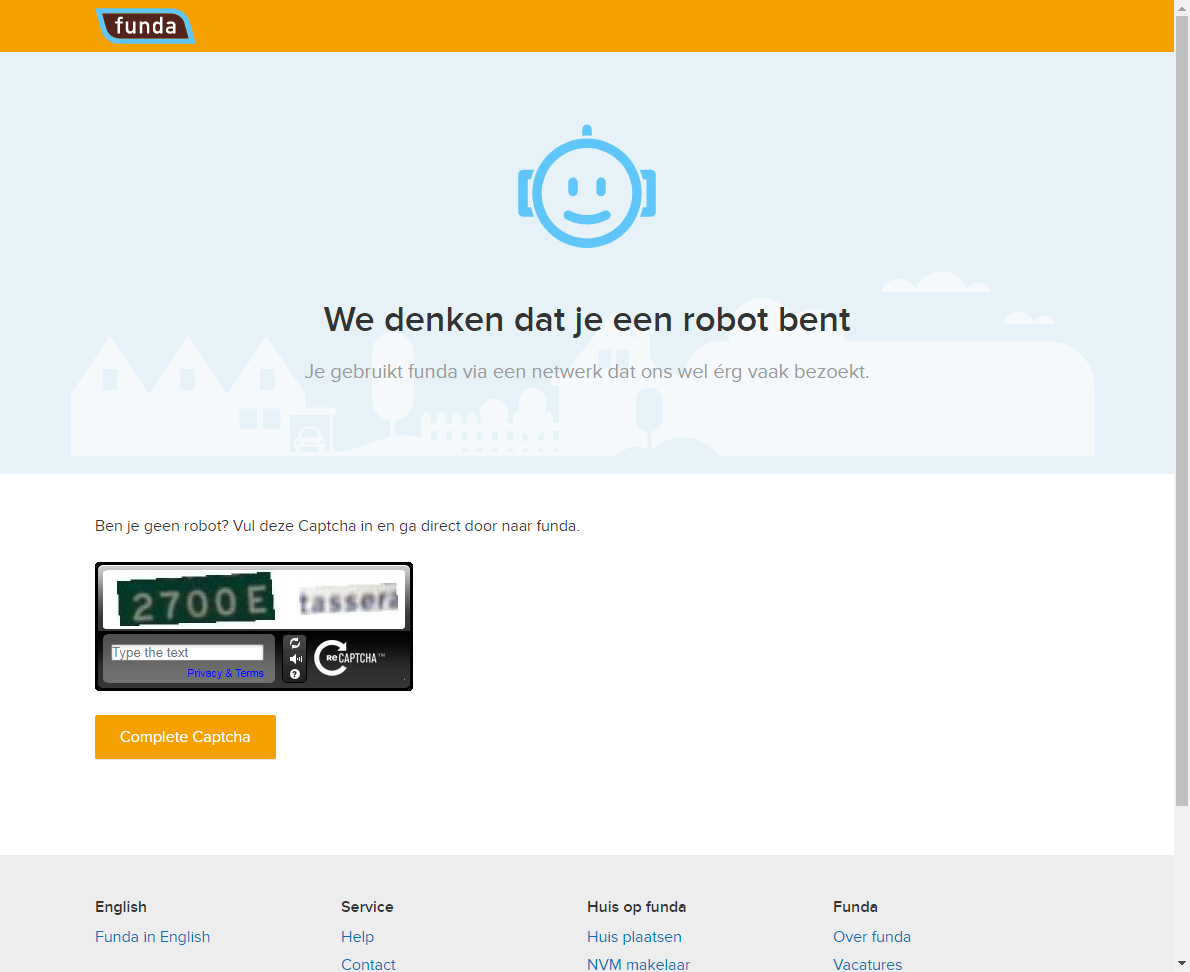 funda
We denken dat je een robot bent
Je gebruikt funda via een netwerk dat ons wel érg vaak bezoekt.
Ben je geen robot? Vul deze Captcha in en ga direct door naar funda.
2700E tassera
Type the text
Privacy & Terms
ReCAPTCHA™
Complete Captcha
English Service Huis op funda Funda
Funda in English Help Huis plaatsen Over funda
Contact NVM makelaar Vacatures